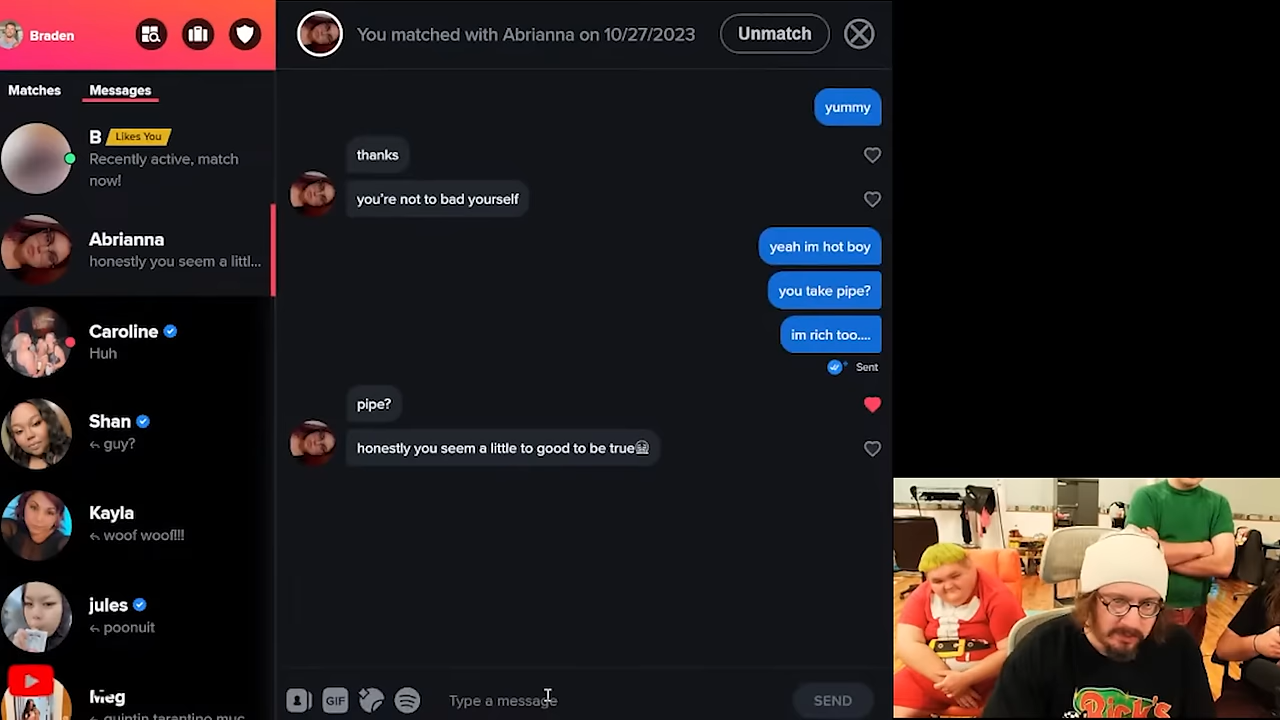 Braden
You matched with Abrianna on 10/27/2023
Unmatch
Matches
Messages
B
Likes You
Recently active, match
now!
Abrianna
honestly you seem a littl...
Caroline
Huh
Shan
guy?
Kayla
woof woof!!!
jules
poonuit
Meg
quintin tarantino muc
yummy
thanks
you're not to bad yourself
yeah im hot boy
you take pipe?
im rich too....
Sent
pipe?
honestly you seem a little to good to be true😩
GIF
Type a message
SEND